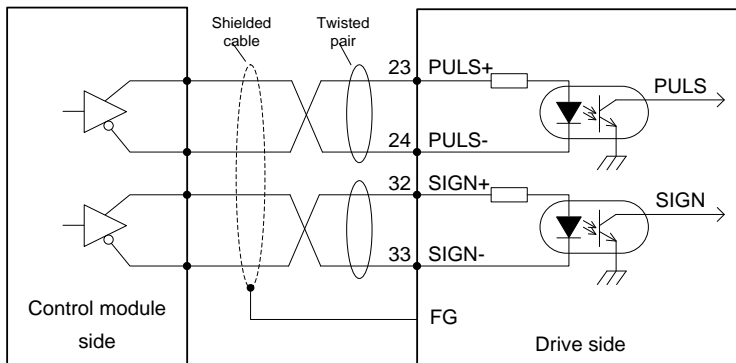 Shielded
cable
Twisted
pair
23 PULS+
PULS
24 PULS-
32 SIGN+
SIGN
33 SIGN-
FG
Control module
side
Drive side